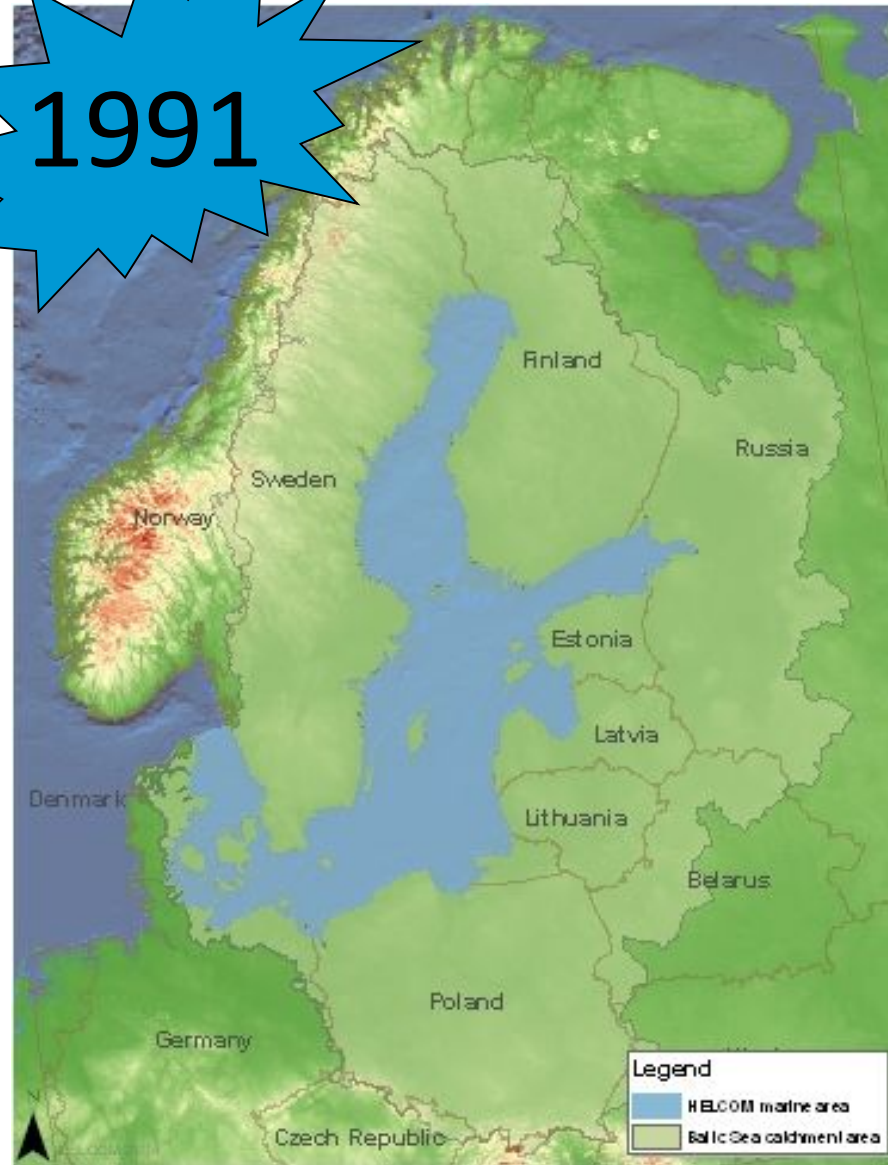 1991
Finland
Russia
Sweden
Norway
Estonia
Latvia
Denmark
Lithuania
Belarus
Poland
Germany
Legend
HELCOM marine area
Baltic Sea catchment area
N
Czech Republic